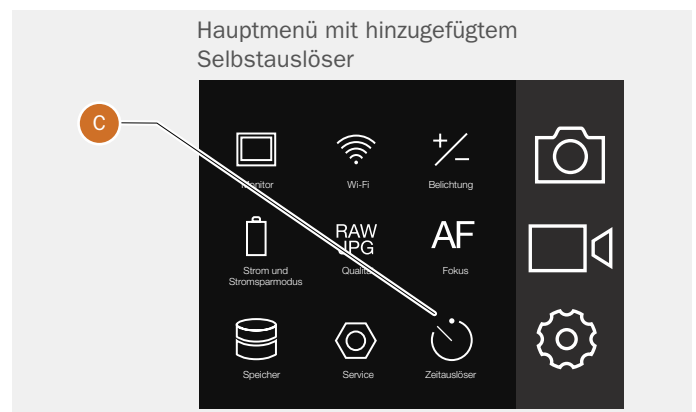 Hauptmenü mit hinzugefügtem
Selbstauslöser
C
Monitor
Wi-Fi
Belichtung
RAW
JPG
AF
Strom und
Stromsparmodus
Qualität
Fokus
Speicher
Service
Zeitauslöser